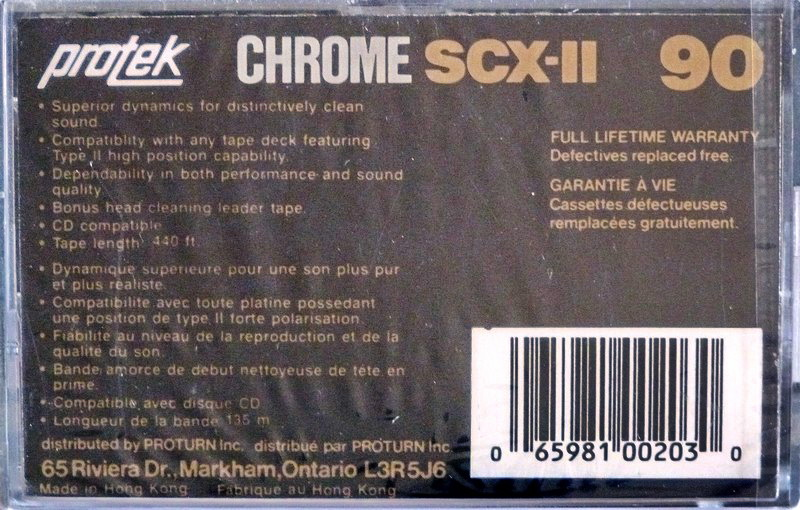 protek CHROME SCX-II 90
• Superior dynamics for distinctively clean
sound.
• Compatiblity with any tape deck featuring
Type II high position capability.
• Dependability in both performance and sound
quality.
• Bonus head cleaning leader tape.
• CD compatible
• Tape length 440 ft.
• Dynamique superieure pour une son plus pur
et plus realiste.
• Compatibilite avec toute platine possedant
une position de type II forte polarisation.
• Fiabilité au niveau de la reproduction et de la
qualite du son.
• Bande amorce de debut nettoyeuse de téte en
prime.
• Compatible avec disque CD
• Longueur de la bande 135 m
distributed by PROTURN Inc. distribué par PROTURN Inc
65 Riviera Dr., Markham, Ontario L3R 5J6
Made in Hong Kong Fabrique au Hong Kong
FULL LIFETIME WARRANTY
Defectives replaced free.
GARANTIE À VIE
Cassettes défectueuses
remplacées gratuitement.
0 65981 00203 0